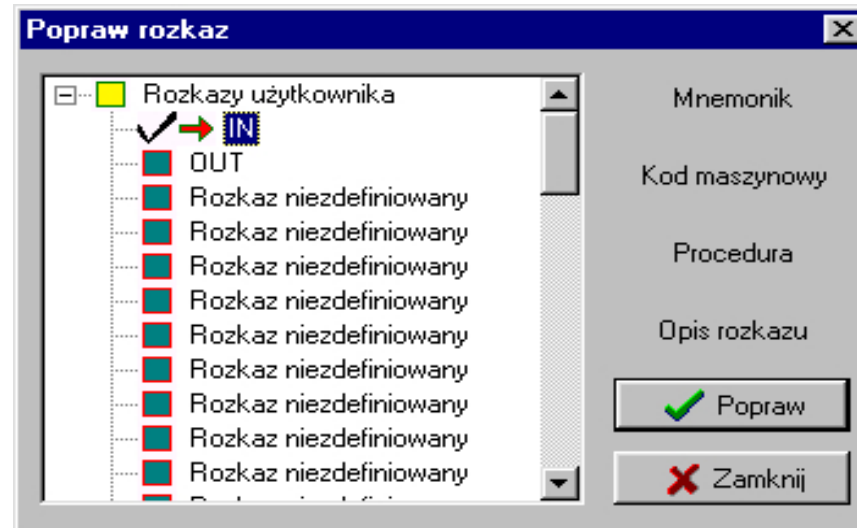 Popraw rozkaz
Rozkazy użytkownika
IN
OUT
Rozkaz niezdefiniowany
Rozkaz niezdefiniowany
Rozkaz niezdefiniowany
Rozkaz niezdefiniowany
Rozkaz niezdefiniowany
Rozkaz niezdefiniowany
Rozkaz niezdefiniowany
Rozkaz niezdefiniowany
Rozkaz niezdefiniowany
Mnemonik
Kod maszynowy
Procedura
Opis rozkazu
Popraw
Zamknij